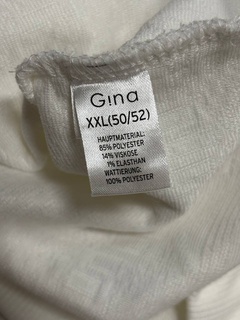 Gina
XXL(50/52)
HAUPTMATERIAL:
85% POLYESTER
14% VISKOSE
1% ELASTHAN
WATTIERUNG:
100% POLYESTER